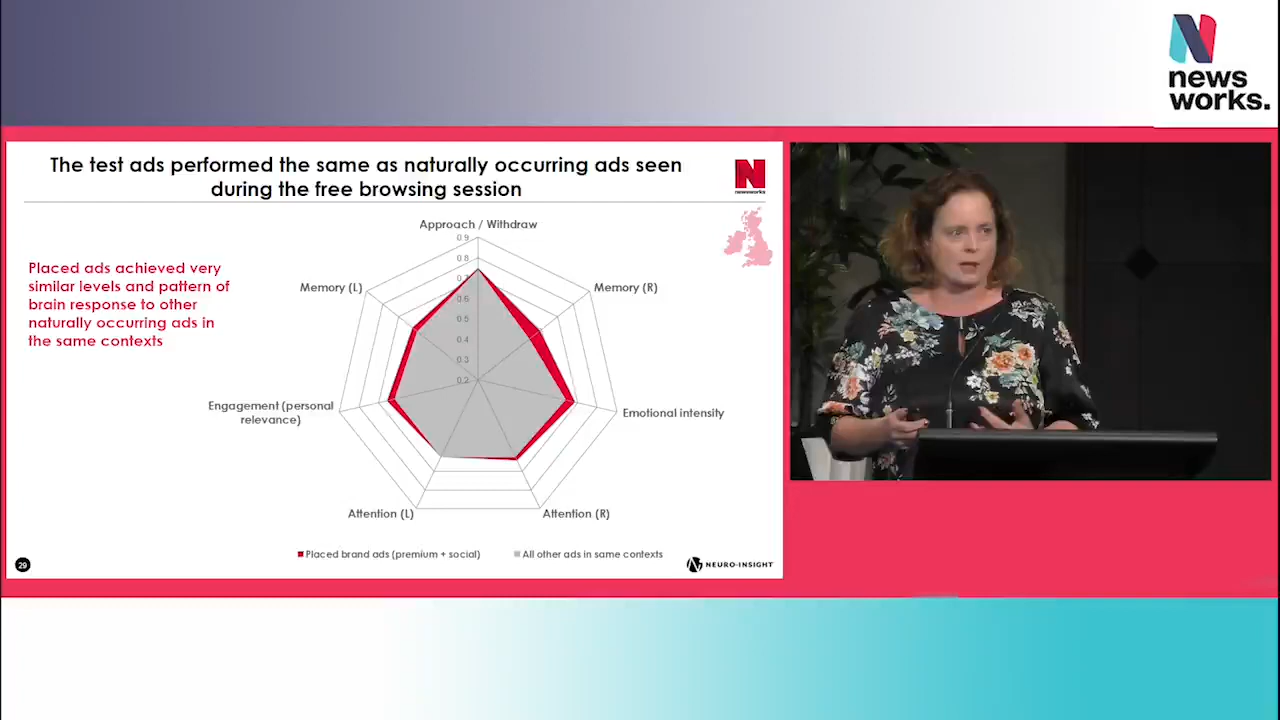 news
works.
The test ads performed the same as naturally occurring ads seen
during the free browsing session
N
newsworks
Placed ads achieved very
similar levels and pattern of
brain response to other
naturally occurring ads in
the same contexts
Approach / Withdraw
0.9
0.8
0.7
0.6
0.5
0.4
0.3
0.2
Memory (L)
Memory (R)
Engagement (personal
relevance)
Emotional intensity
Attention (L)
Attention (R)
Placed brand ads (premium + social)
All other ads in same contexts
29
NEURO-INSIGHT